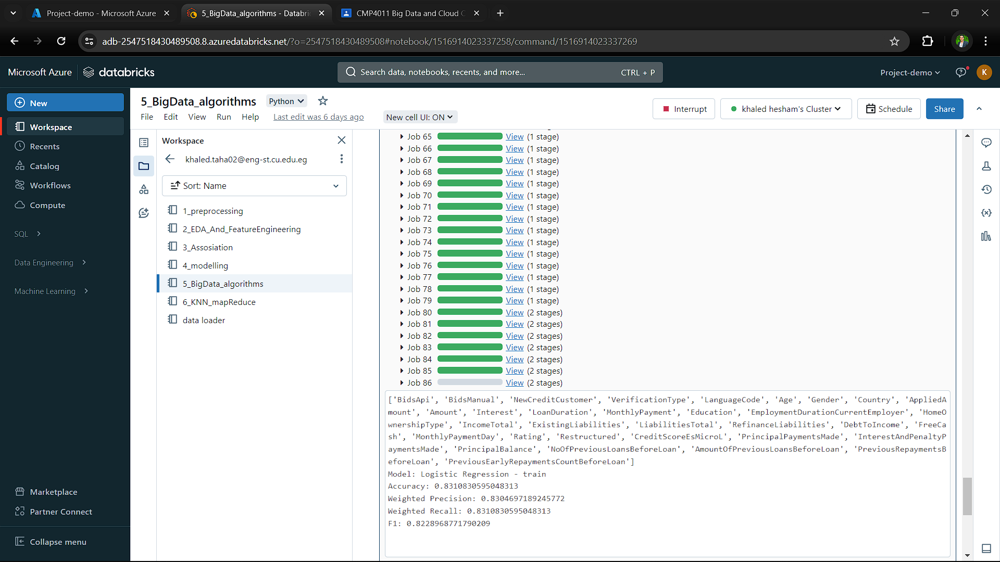 Project-demo - Microsoft Azure
5_BigData_algorithms - Databri
CMP4011 Big Data and Cloud C
adb-2547518430489508.8.azuredatabricks.net/?o=2547518430489508#notebook/1516914023337258/command/1516914023337269
Microsoft Azure
databricks
Search data, notebooks, recents, and more...
CTRL + P
Project-demo
K
New
Workspace
Recents
Catalog
Workflows
Compute
SQL
Data Engineering
Machine Learning
Marketplace
Partner Connect
Collapse menu
5_BigData_algorithms
Python
File Edit View Run Help Last edit was 6 days ago New cell UI: ON
Interrupt
khaled hesham's Cluster
Schedule
Share
Workspace
khaled.taha02@eng-st.cu.edu.eg
Sort: Name
1_preprocessing
2_EDA_And_FeatureEngineering
3_Assosiation
4_modelling
5_BigData_algorithms
6_KNN_mapReduce
data loader
Job 65 View (1 stage)
Job 66 View (1 stage)
Job 67 View (1 stage)
Job 68 View (1 stage)
Job 69 View (1 stage)
Job 70 View (1 stage)
Job 71 View (1 stage)
Job 72 View (1 stage)
Job 73 View (1 stage)
Job 74 View (1 stage)
Job 75 View (1 stage)
Job 76 View (1 stage)
Job 77 View (1 stage)
Job 78 View (1 stage)
Job 79 View (1 stage)
Job 80 View (2 stages)
Job 81 View (2 stages)
Job 82 View (2 stages)
Job 83 View (2 stages)
Job 84 View (2 stages)
Job 85 View (2 stages)
Job 86 View (2 stages)
['BidsApi', 'BidsManual', 'NewCreditCustomer', 'VerificationType', 'LanguageCode', 'Age', 'Gender', 'Country', 'AppliedA
mount', 'Amount', 'Interest', 'LoanDuration', 'MonthlyPayment', 'Education', 'EmploymentDurationCurrentEmployer', 'HomeO
wnershipType', 'IncomeTotal', 'ExistingLiabilities', 'LiabilitiesTotal', 'RefinanceLiabilities', 'DebtToIncome', 'FreeCa
sh', 'MonthlyPaymentDay', 'Rating', 'Restructured', 'CreditScoreEsMicroL', 'PrincipalPaymentsMade', 'InterestAndPenaltyP
aymentsMade', 'PrincipalBalance', 'NoOfPreviousLoansBeforeLoan', 'AmountOfPreviousLoansBeforeLoan', 'PreviousRepaymentsB
eforeLoan', 'PreviousEarlyRepaymentsCountBeforeLoan']
Model: Logistic Regression - train
Accuracy: 0.8310830595048313
Weighted Precision: 0.8304697189245772
Weighted Recall: 0.8310830595048313
F1: 0.8228968771790209